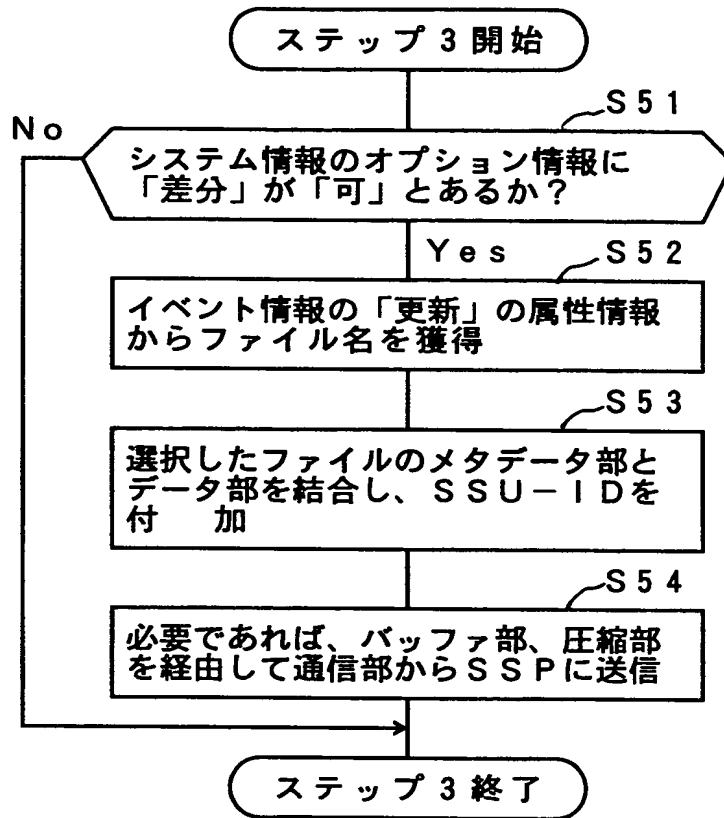 ステップ3開始
S51
No
システム情報のオプション情報に
「差分」が「可」とあるか？
Yes
S52
イベント情報の「更新」の属性情報
からファイル名を獲得
S53
選択したファイルのメタデータ部と
データ部を結合し、SSU－IDを
付　加
S54
必要であれば、バッファ部、圧縮部
を経由して通信部からSSPに送信
ステップ3終了